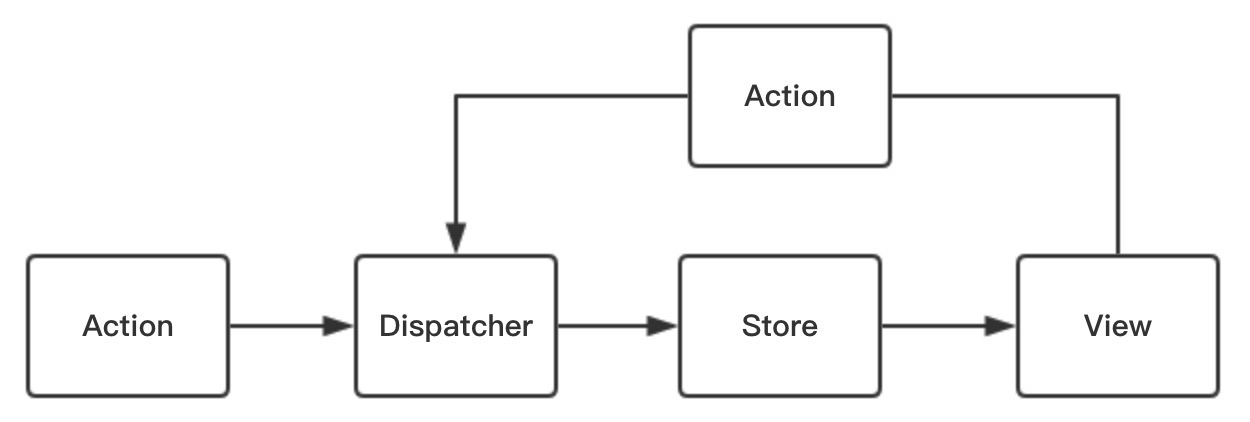 Action
Action
Dispatcher
Store
View